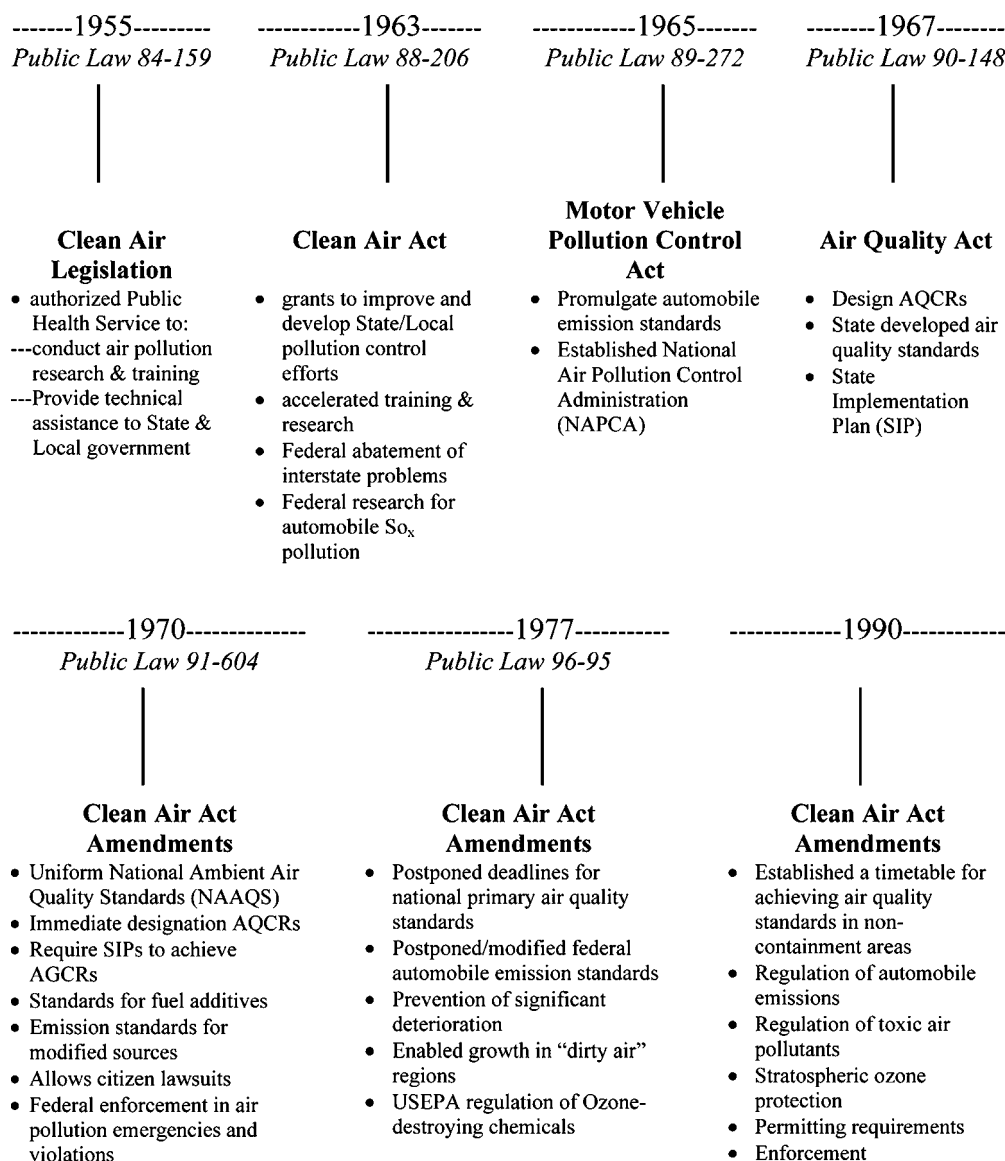 -------1955--------
Public Law 84-159
Clean Air
Legislation
• authorized Public
Health Service to:
---conduct air pollution
research & training
---Provide technical
assistance to State &
Local government
--------1963--------
Public Law 88-206
Clean Air Act
• grants to improve and
develop State/Local
pollution control
efforts
• accelerated training &
research
• Federal abatement of
interstate problems
• Federal research for
automobile Soₓ
pollution
--------1965-------
Public Law 89-272
Motor Vehicle
Pollution Control
Act
• Promulgate automobile
emission standards
• Established National
Air Pollution Control
Administration
(NAPCA)
--------1967--------
Public Law 90-148
Air Quality Act
• Design AQCRs
• State developed air
quality standards
• State
Implementation
Plan (SIP)
-------------1970--------------
Public Law 91-604
Clean Air Act
Amendments
• Uniform National Ambient Air
Quality Standards (NAAQS)
• Immediate designation AQCRs
• Require SIPs to achieve
AGCRs
• Standards for fuel additives
• Emission standards for
modified sources
• Allows citizen lawsuits
• Federal enforcement in air
pollution emergencies and
violations
-----------------1977-----------
Public Law 96-95
Clean Air Act
Amendments
• Postponed deadlines for
national primary air quality
standards
• Postponed/modified federal
automobile emission standards
• Prevention of significant
deterioration
• Enabled growth in “dirty air”
regions
• USEPA regulation of Ozone-
destroying chemicals
-------------1990------------
Clean Air Act
Amendments
• Established a timetable for
achieving air quality
standards in non-
containment areas
• Regulation of automobile
emissions
• Regulation of toxic air
pollutants
• Stratospheric ozone
protection
• Permitting requirements
• Enforcement